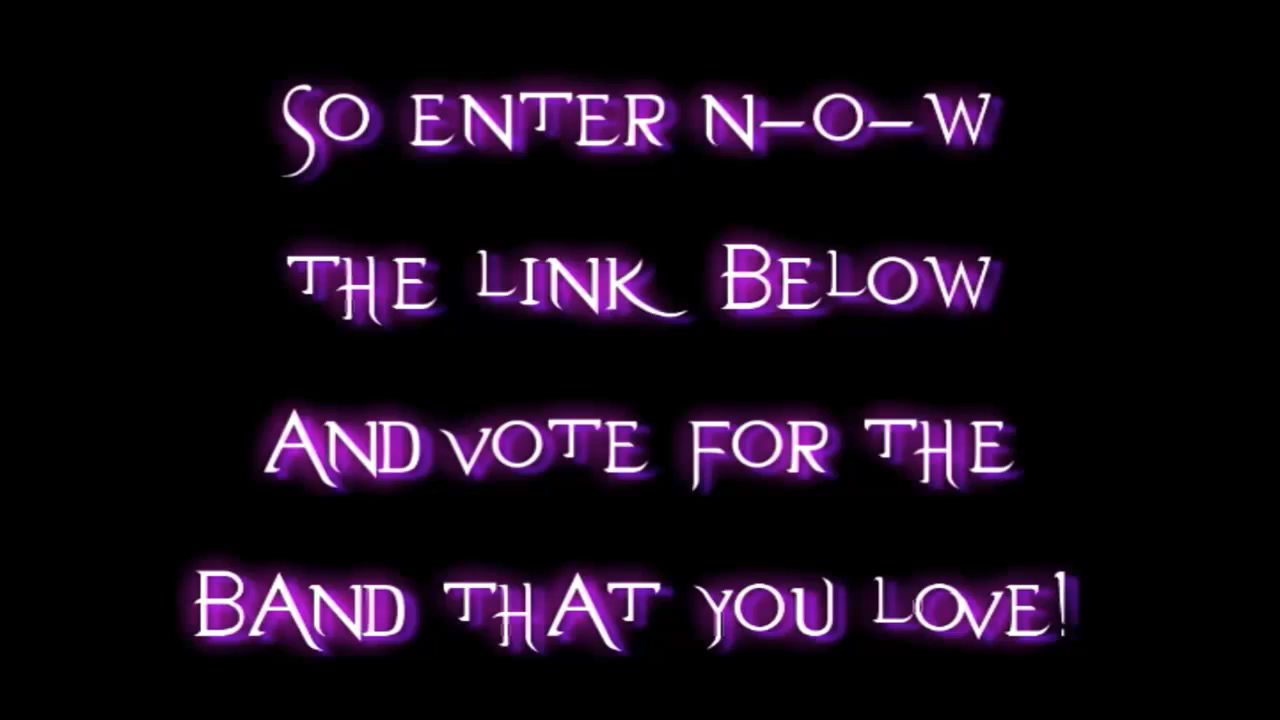 So enter N-O-W
the link Below
And vote for the
Band that you love!